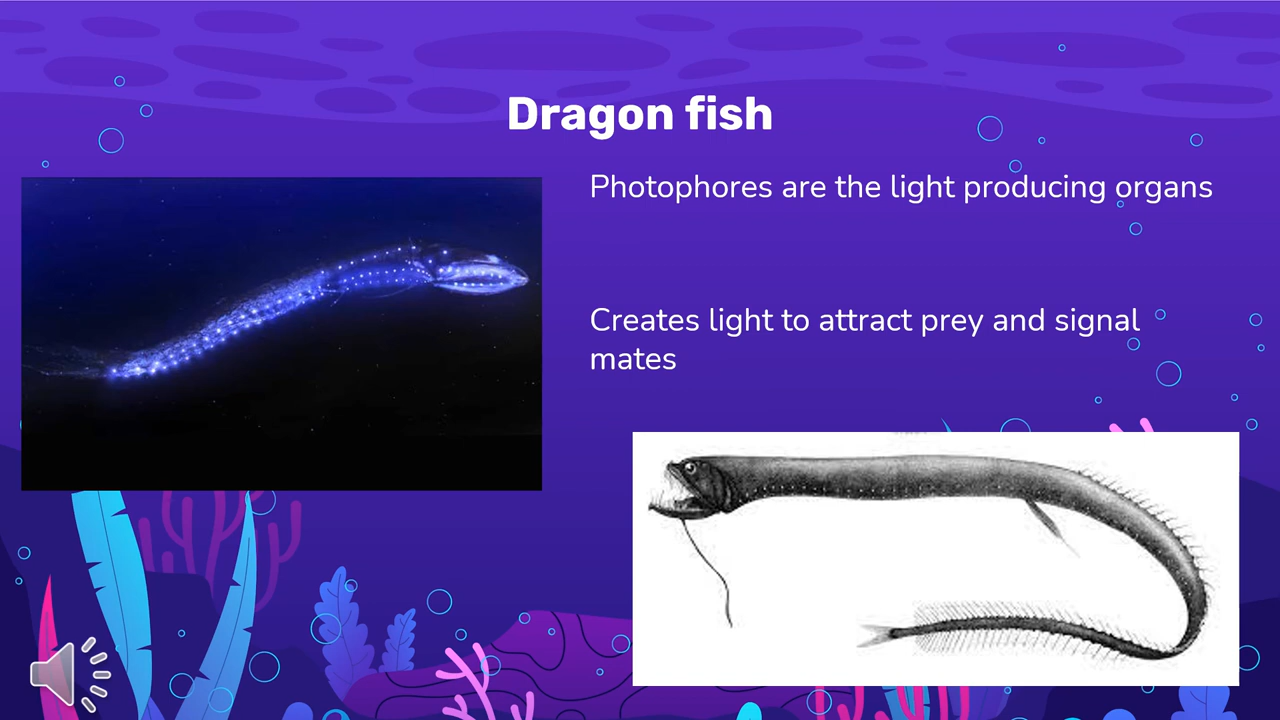 Dragon fish
Photophores are the light producing organs
Creates light to attract prey and signal
mates